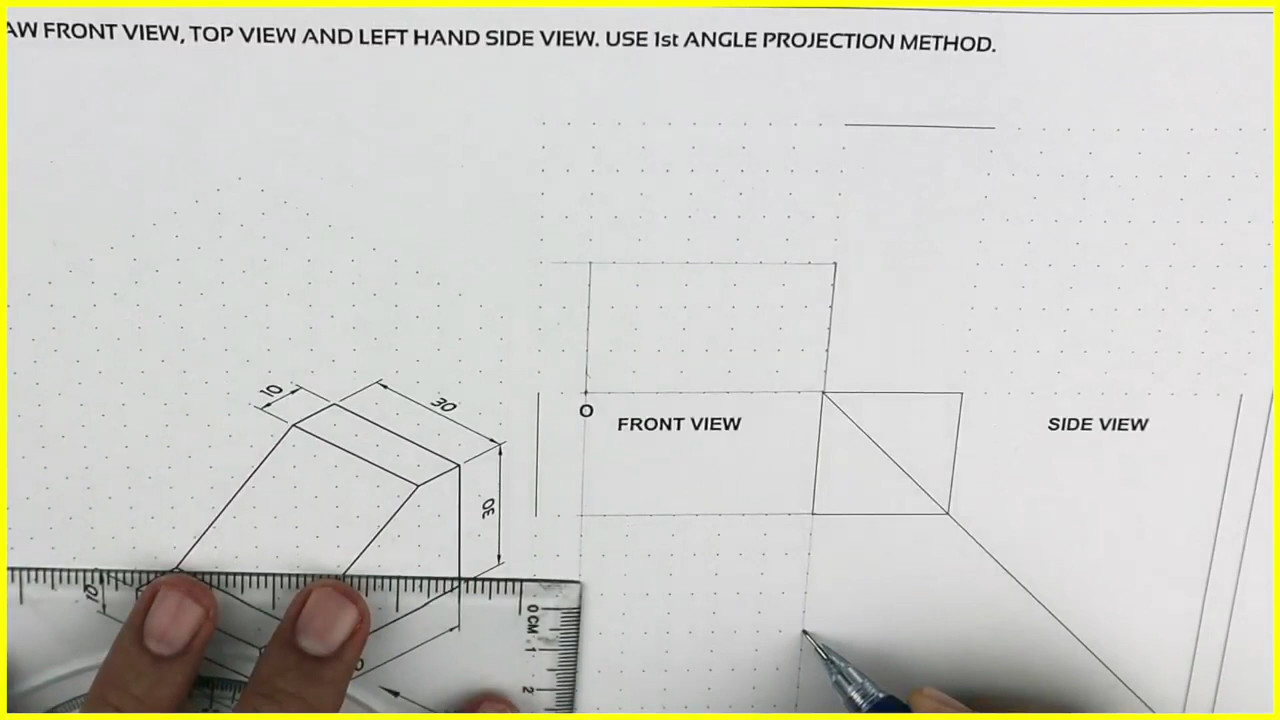 AW FRONT VIEW, TOP VIEW AND LEFT HAND SIDE VIEW. USE 1st ANGLE PROJECTION METHOD.
10
30
30
O
FRONT VIEW
SIDE VIEW
10
0 CM
1
2